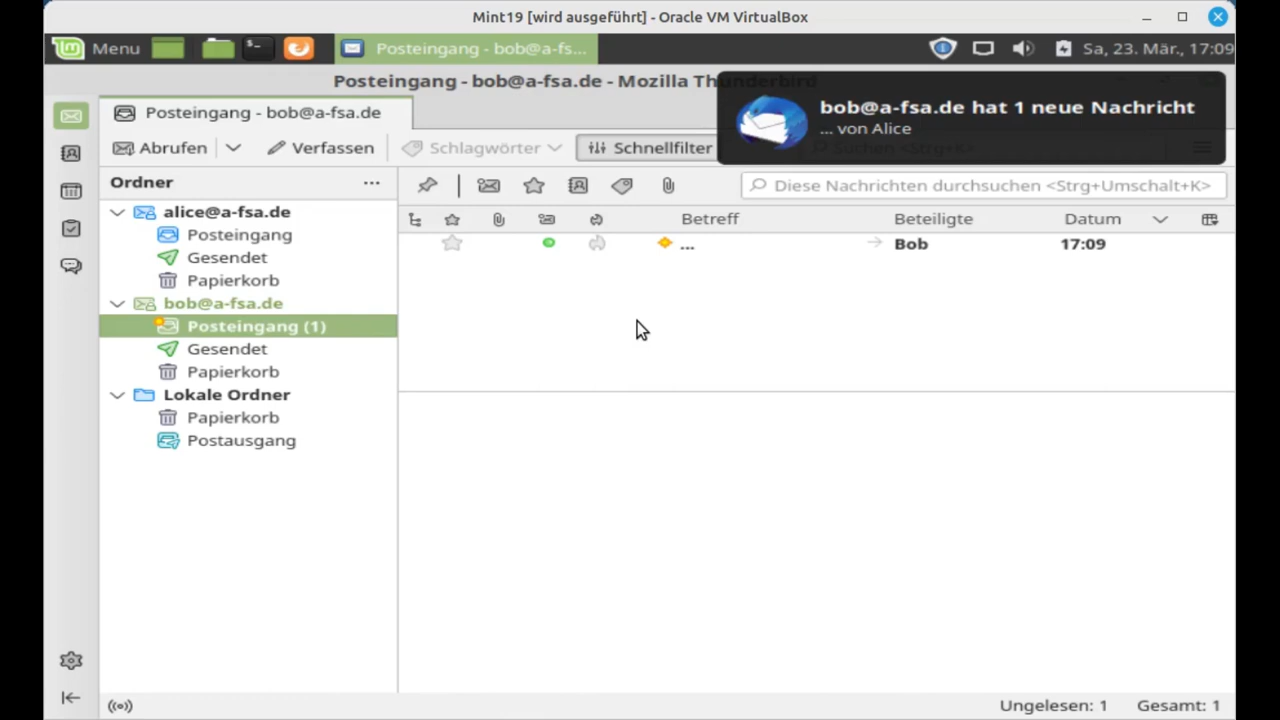 Mint19 [wird ausgeführt] - Oracle VM VirtualBox
Menu
Posteingang - bob@a-fs...
Sa, 23. Mär., 17:09
Posteingang - bob@a-fsa.de - Mozilla Thunderbird
bob@a-fsa.de hat 1 neue Nachricht
... von Alice
Posteingang - bob@a-fsa.de
Abrufen
Verfassen
Schlagwörter
Schnellfilter
Suchen <Strg+K>
Ordner
Diese Nachrichten durchsuchen <Strg+Umschalt+K>
Betreff
Beteiligte
Datum
...
Bob
17:09
alice@a-fsa.de
Posteingang
Gesendet
Papierkorb
bob@a-fsa.de
Posteingang (1)
Gesendet
Papierkorb
Lokale Ordner
Papierkorb
Postausgang
Ungelesen: 1
Gesamt: 1